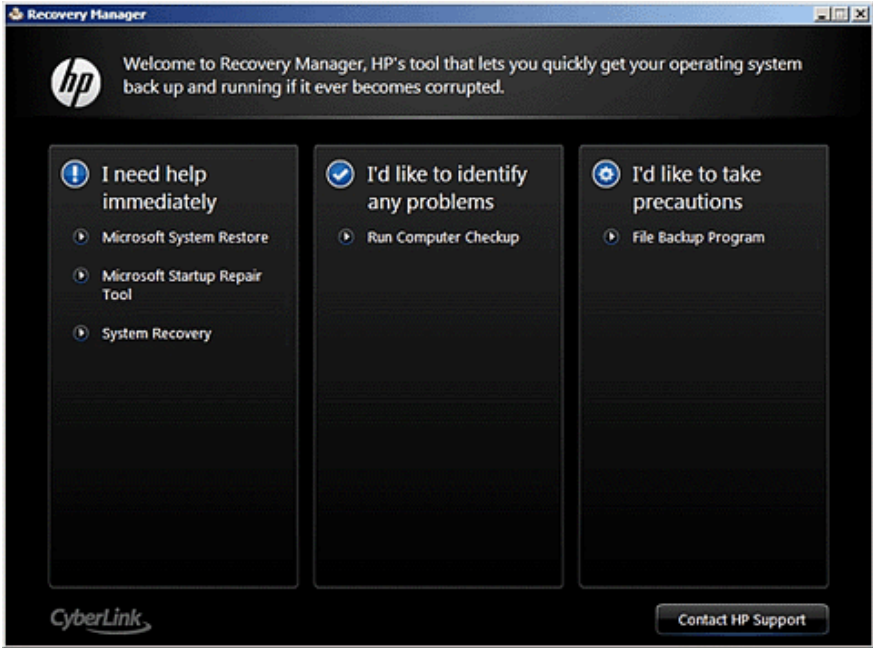 Recovery Manager
hp
Welcome to Recovery Manager, HP's tool that lets you quickly get your operating system
back up and running if it ever becomes corrupted.
I need help
immediately
Microsoft System Restore
Microsoft Startup Repair
Tool
System Recovery
I'd like to identify
any problems
Run Computer Checkup
I'd like to take
precautions
File Backup Program
CyberLink
Contact HP Support